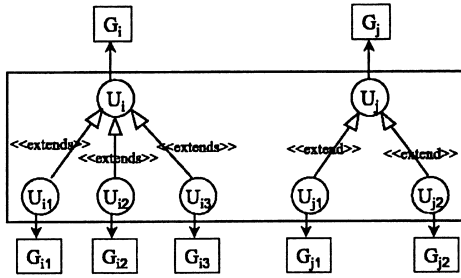 Gi Gj
Ui Uj
<<extends>> <<extends>> <<extends>> <<extend>> <<extend>>
Ui1 Ui2 Ui3 Uj1 Uj2
Gi1 Gi2 Gi3 Gj1 Gj2